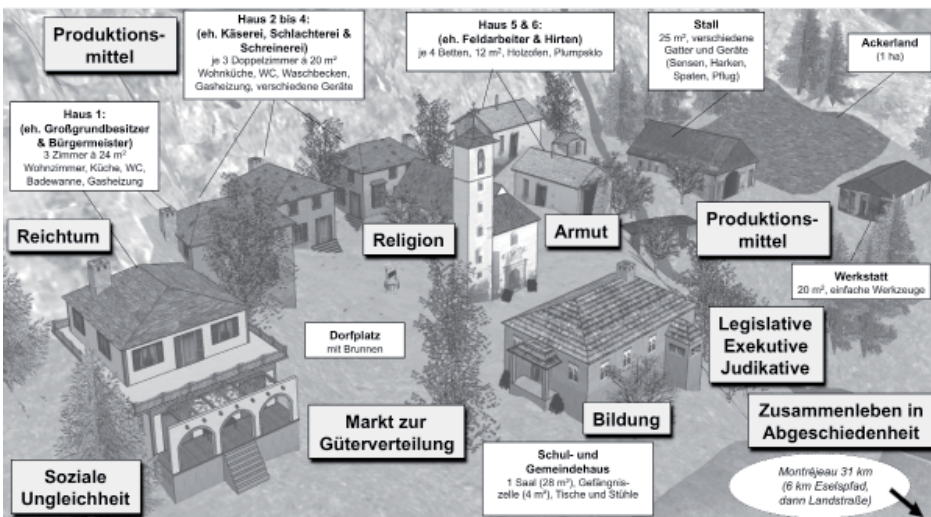 Produktions-
mittel
Haus 2 bis 4:
(eh. Käserei, Schlachterei &
Schreinerei)
je 3 Doppelzimmer à 20 m²
Wohnküche, WC, Waschbecken,
Gasheizung, verschiedene Geräte
Haus 5 & 6:
(eh. Feldarbeiter & Hirten)
je 4 Betten, 12 m², Holzofen, Plumpsklo
Stall
25 m², verschiedene
Gatter und Geräte
(Sensen, Harken,
Spaten, Pflug)
Ackerland
(1 ha)
Haus 1:
(eh. Großgrundbesitzer
& Bürgermeister)
3 Zimmer à 24 m²
Wohnzimmer, Küche, WC,
Badewanne, Gasheizung
Reichtum
Religion
Armut
Produktions-
mittel
Werkstatt
20 m², einfache Werkzeuge
Dorfplatz
mit Brunnen
Legislative
Exekutive
Judikative
Markt zur
Güterverteilung
Bildung
Zusammenleben in
Abgeschiedenheit
Soziale
Ungleichheit
Schul- und
Gemeindehaus
1 Saal (28 m²), Gefängnis-
zelle (4 m²), Tische und Stühle
Montréjeau 31 km
(6 km Eselspfad,
dann Landstraße)